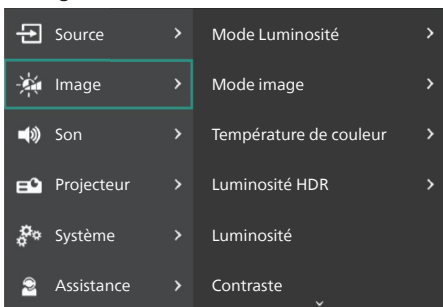 Source
Image
Son
Projecteur
Système
Assistance
Mode Luminosité
Mode image
Température de couleur
Luminosité HDR
Luminosité
Contraste